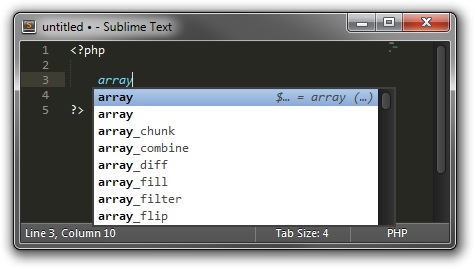 untitled • - Sublime Text
1 <?php
2
3 array
4
5 ?>
array $… = array (…)
array
array_chunk
array_combine
array_diff
array_fill
array_filter
array_flip
Line 3, Column 10 Tab Size: 4 PHP